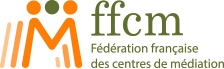 ffcm
Fédération française
des centres de médiation